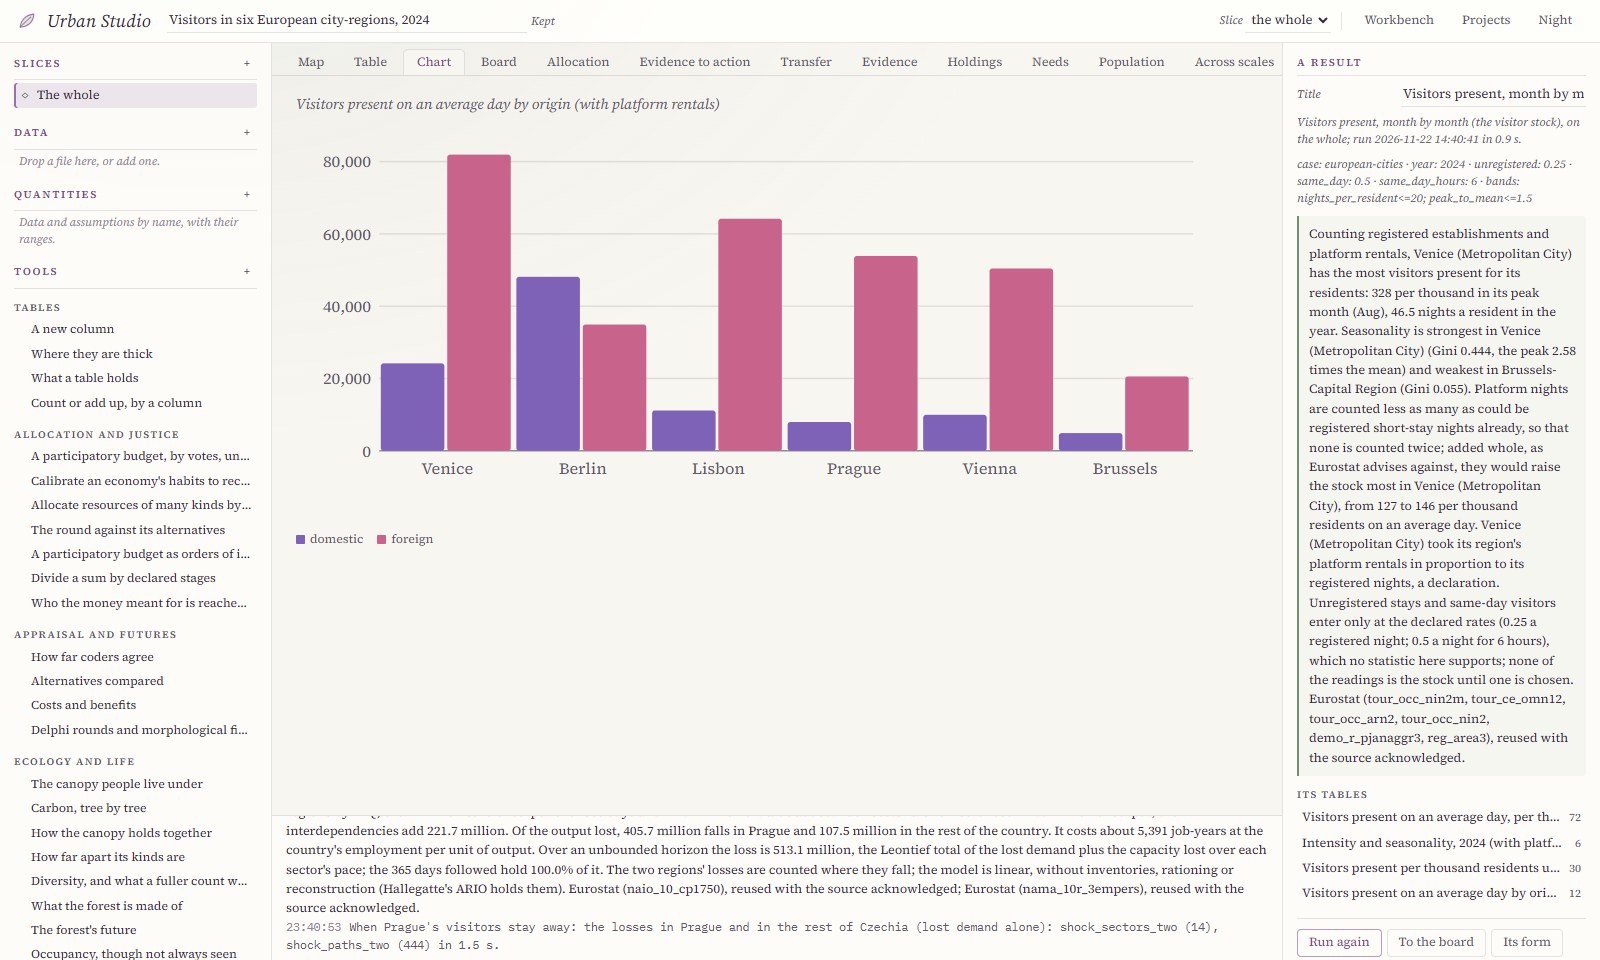 Urban Studio
Visitors in six European city-regions, 2024
Kept
Slice the whole
Workbench
Projects
Night
SLICES +
The whole
DATA +
Drop a file here, or add one.
QUANTITIES +
Data and assumptions by name, with their
ranges.
TOOLS +
TABLES
A new column
Where they are thick
What a table holds
Count or add up, by a column
ALLOCATION AND JUSTICE
A participatory budget, by votes, un...
Calibrate an economy's habits to rec...
Allocate resources of many kinds by...
The round against its alternatives
A participatory budget as orders of i...
Divide a sum by declared stages
Who the money meant for is reache...
APPRAISAL AND FUTURES
How far coders agree
Alternatives compared
Costs and benefits
Delphi rounds and morphological fi...
ECOLOGY AND LIFE
The canopy people live under
Carbon, tree by tree
How the canopy holds together
How far apart its kinds are
Diversity, and what a fuller count w...
What the forest is made of
The forest's future
Occupancy, though not always seen
Map Table Chart Board Allocation Evidence to action Transfer Evidence Holdings Needs Population Across scales
Visitors present on an average day by origin (with platform rentals)
80,000
60,000
40,000
20,000
0
Venice Berlin Lisbon Prague Vienna Brussels
domestic foreign
interdependencies add 221.7 million. Of the output lost, 405.7 million falls in Prague and 107.5 million in the rest of the country. It costs about 5,391 job-years at the
country's employment per unit of output. Over an unbounded horizon the loss is 513.1 million, the Leontief total of the lost demand plus the capacity lost over each
sector's pace; the 365 days followed hold 100.0% of it. The two regions' losses are counted where they fall; the model is linear, without inventories, rationing or
reconstruction (Hallegatte's ARIO holds them). Eurostat (naio_10_cp1750), reused with the source acknowledged; Eurostat (nama_10r_3empers), reused with the
source acknowledged.
23:40:53 When Prague's visitors stay away: the losses in Prague and in the rest of Czechia (lost demand alone): shock_sectors_two (14),
shock_paths_two (444) in 1.5 s.
A RESULT
Title Visitors present, month by m
Visitors present, month by month (the visitor stock), on
the whole; run 2026-11-22 14:40:41 in 0.9 s.
case: european-cities · year: 2024 · unregistered: 0.25 ·
same_day: 0.5 · same_day_hours: 6 · bands:
nights_per_resident<=20; peak_to_mean<=1.5
Counting registered establishments and
platform rentals, Venice (Metropolitan City)
has the most visitors present for its
residents: 328 per thousand in its peak
month (Aug), 46.5 nights a resident in the
year. Seasonality is strongest in Venice
(Metropolitan City) (Gini 0.444, the peak 2.58
times the mean) and weakest in Brussels-
Capital Region (Gini 0.055). Platform nights
are counted less as many as could be
registered short-stay nights already, so that
none is counted twice; added whole, as
Eurostat advises against, they would raise
the stock most in Venice (Metropolitan
City), from 127 to 146 per thousand
residents on an average day. Venice
(Metropolitan City) took its region's
platform rentals in proportion to its
registered nights, a declaration.
Unregistered stays and same-day visitors
enter only at the declared rates (0.25 a
registered night; 0.5 a night for 6 hours),
which no statistic here supports; none of
the readings is the stock until one is chosen.
Eurostat (tour_occ_nin2m, tour_ce_omn12,
tour_occ_arn2, tour_occ_nin2,
demo_r_pjanaggr3, reg_area3), reused with
the source acknowledged.
ITS TABLES
Visitors present on an average day, per th... 72
Intensity and seasonality, 2024 (with platf... 6
Visitors present per thousand residents u... 30
Visitors present on an average day by ori... 12
Run again To the board Its form